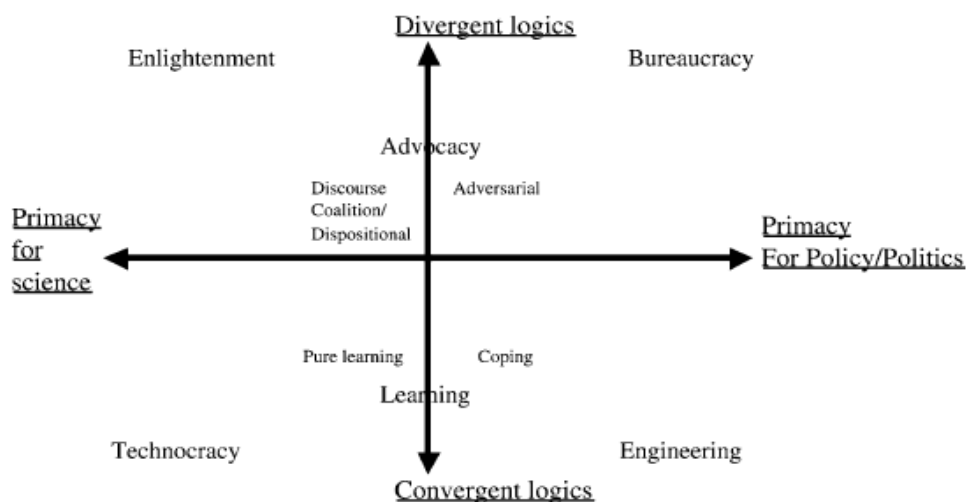 Divergent logics
Enlightenment
Bureaucracy
Advocacy
Discourse
Coalition/
Dispositional
Adversarial
Primacy
for
science
Primacy
For Policy/Politics
Pure learning
Coping
Learning
Technocracy
Engineering
Convergent logics